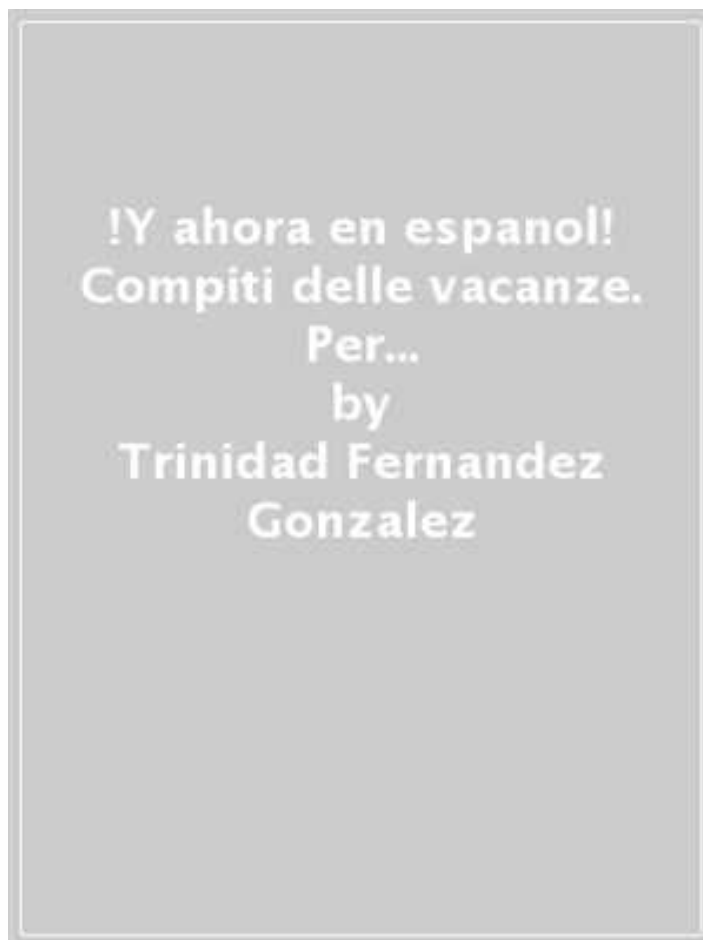 !Y ahora en espanol!
Compiti delle vacanze.
Per...
by
Trinidad Fernandez
Gonzalez